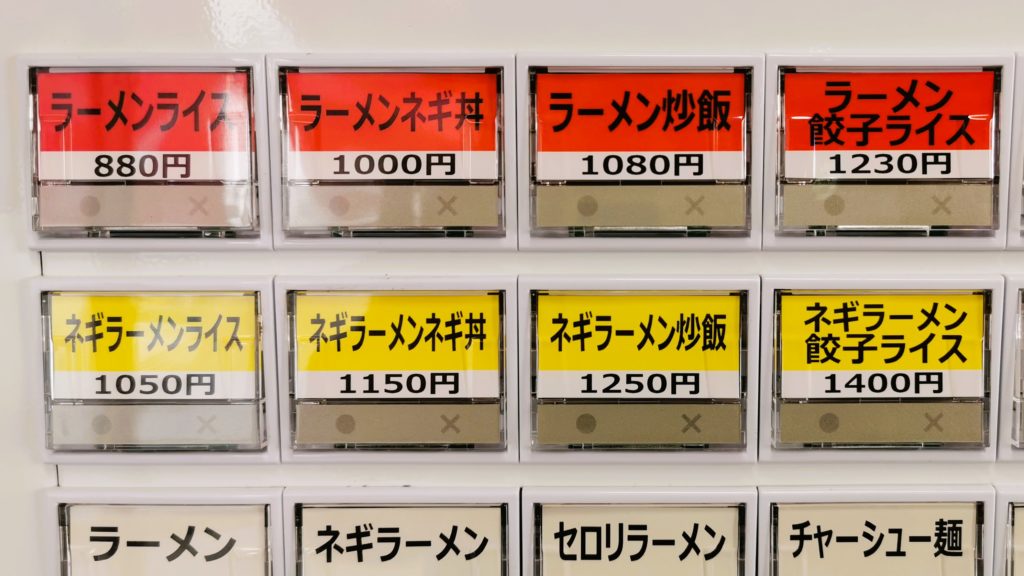 ラーメンライス
880円
ラーメンネギ丼
1000円
ラーメン炒飯
1080円
ラーメン
餃子ライス
1230円
ネギラーメンライス
1050円
ネギラーメンネギ丼
1150円
ネギラーメン炒飯
1250円
ネギラーメン
餃子ライス
1400円
ラーメン
ネギラーメン
セロリラーメン
チャーシュー麺